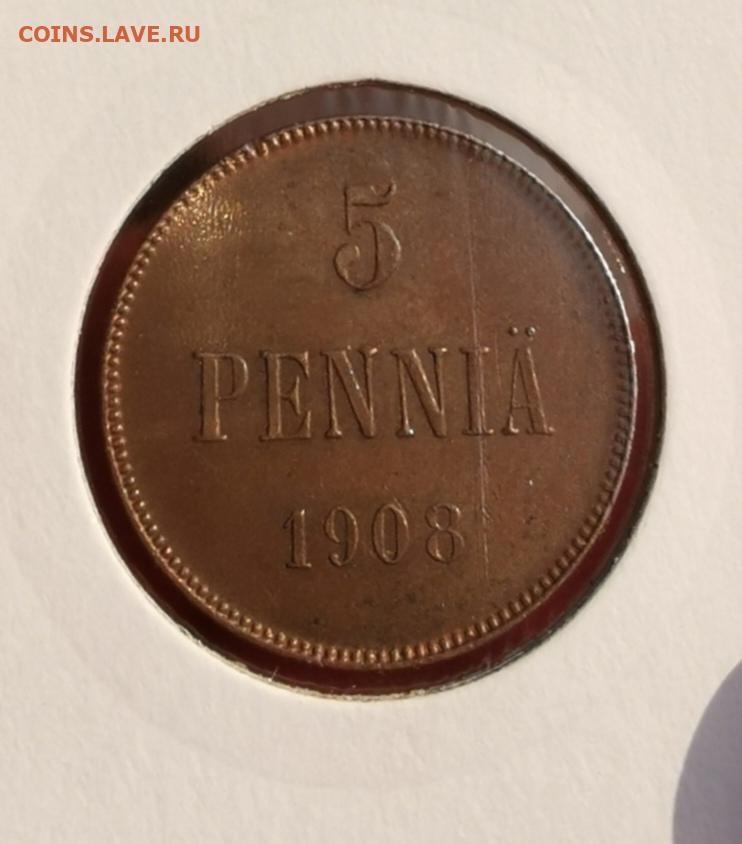 COINS.LAVE.RU
5
PENNIÄ
1908